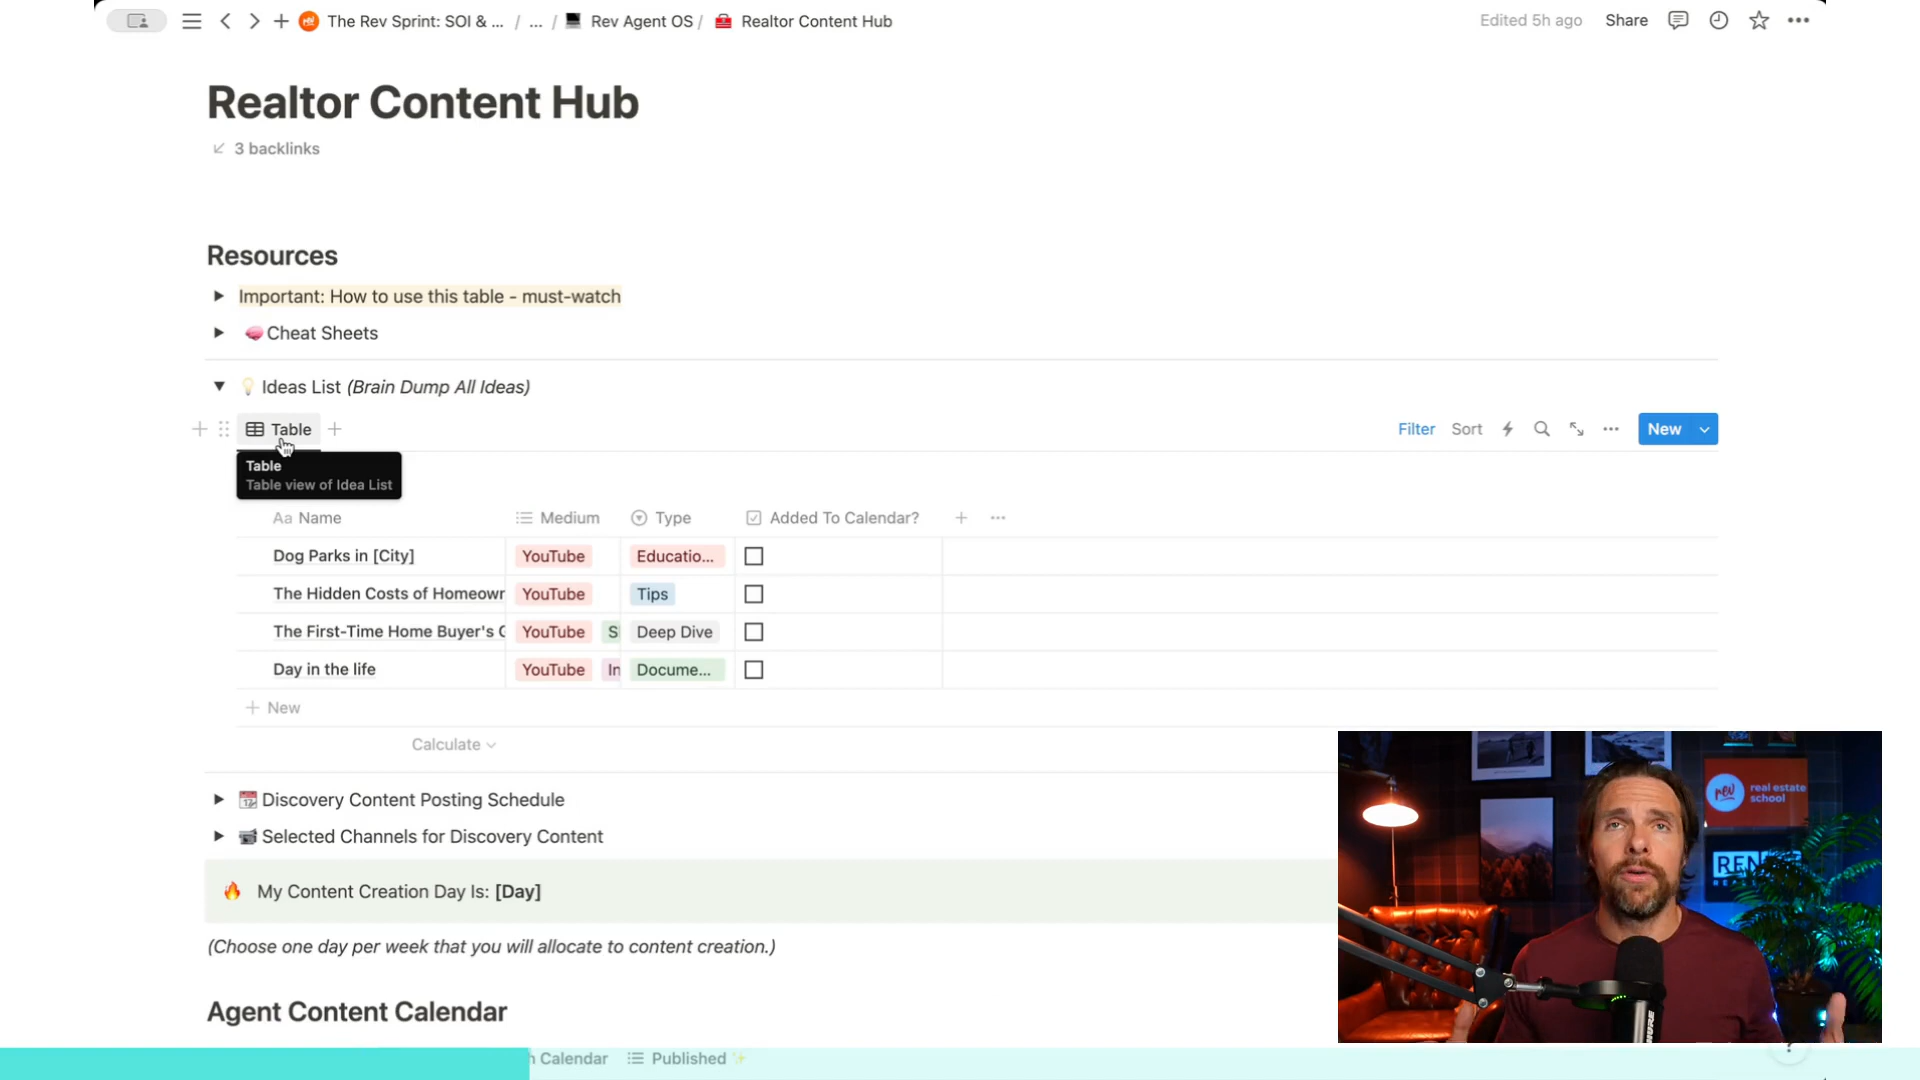 The Rev Sprint: SOI & ... / ... / Rev Agent OS / Realtor Content Hub
Edited 5h ago Share
Realtor Content Hub
3 backlinks
Resources
Important: How to use this table - must-watch
Cheat Sheets
Ideas List (Brain Dump All Ideas)
Table
Filter Sort New
Table
Table view of Idea List
Aa Name Medium Type Added To Calendar?
Dog Parks in [City] YouTube Educatio...
The Hidden Costs of Homeowr YouTube Tips
The First-Time Home Buyer's YouTube S Deep Dive
Day in the life YouTube In Docume...
New
Calculate
Discovery Content Posting Schedule
Selected Channels for Discovery Content
My Content Creation Day Is: [Day]
(Choose one day per week that you will allocate to content creation.)
Agent Content Calendar
Calendar Published
rev real estate school
SHURE